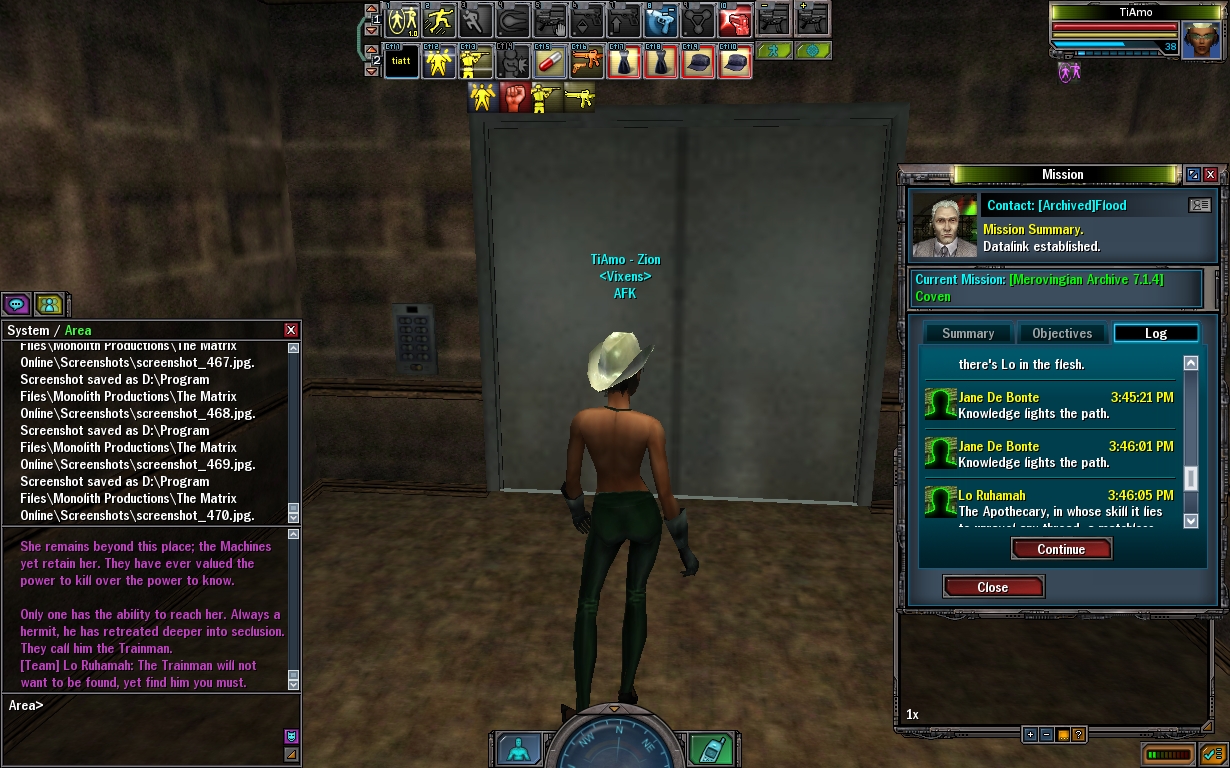 TiAmo
38
1
2
1.0
Ctrl1
tiatt
TiAmo - Zion
<Vixens>
AFK
Mission
Contact: [Archived]Flood
Mission Summary.
Datalink established.
Current Mission: [Merovingian Archive 7.1.4]
Coven
Summary
Objectives
Log
there's Lo in the flesh.
Jane De Bonte 3:45:21 PM
Knowledge lights the path.
Jane De Bonte 3:46:01 PM
Knowledge lights the path.
Lo Ruhamah 3:46:05 PM
The Apothecary, in whose skill it lies
Continue
Close
1x
System / Area
Files\Monolith Productions\The Matrix
Online\Screenshots\screenshot_467.jpg.
Screenshot saved as D:\Program
Files\Monolith Productions\The Matrix
Online\Screenshots\screenshot_468.jpg.
Screenshot saved as D:\Program
Files\Monolith Productions\The Matrix
Online\Screenshots\screenshot_469.jpg.
Screenshot saved as D:\Program
Files\Monolith Productions\The Matrix
Online\Screenshots\screenshot_470.jpg.
She remains beyond this place; the Machines
yet retain her. They have ever valued the
power to kill over the power to know.
Only one has the ability to reach her. Always a
hermit, he has retreated deeper into seclusion.
They call him the Trainman.
[Team] Lo Ruhamah: The Trainman will not
want to be found, yet find him you must.
Area>
NW
N
NE